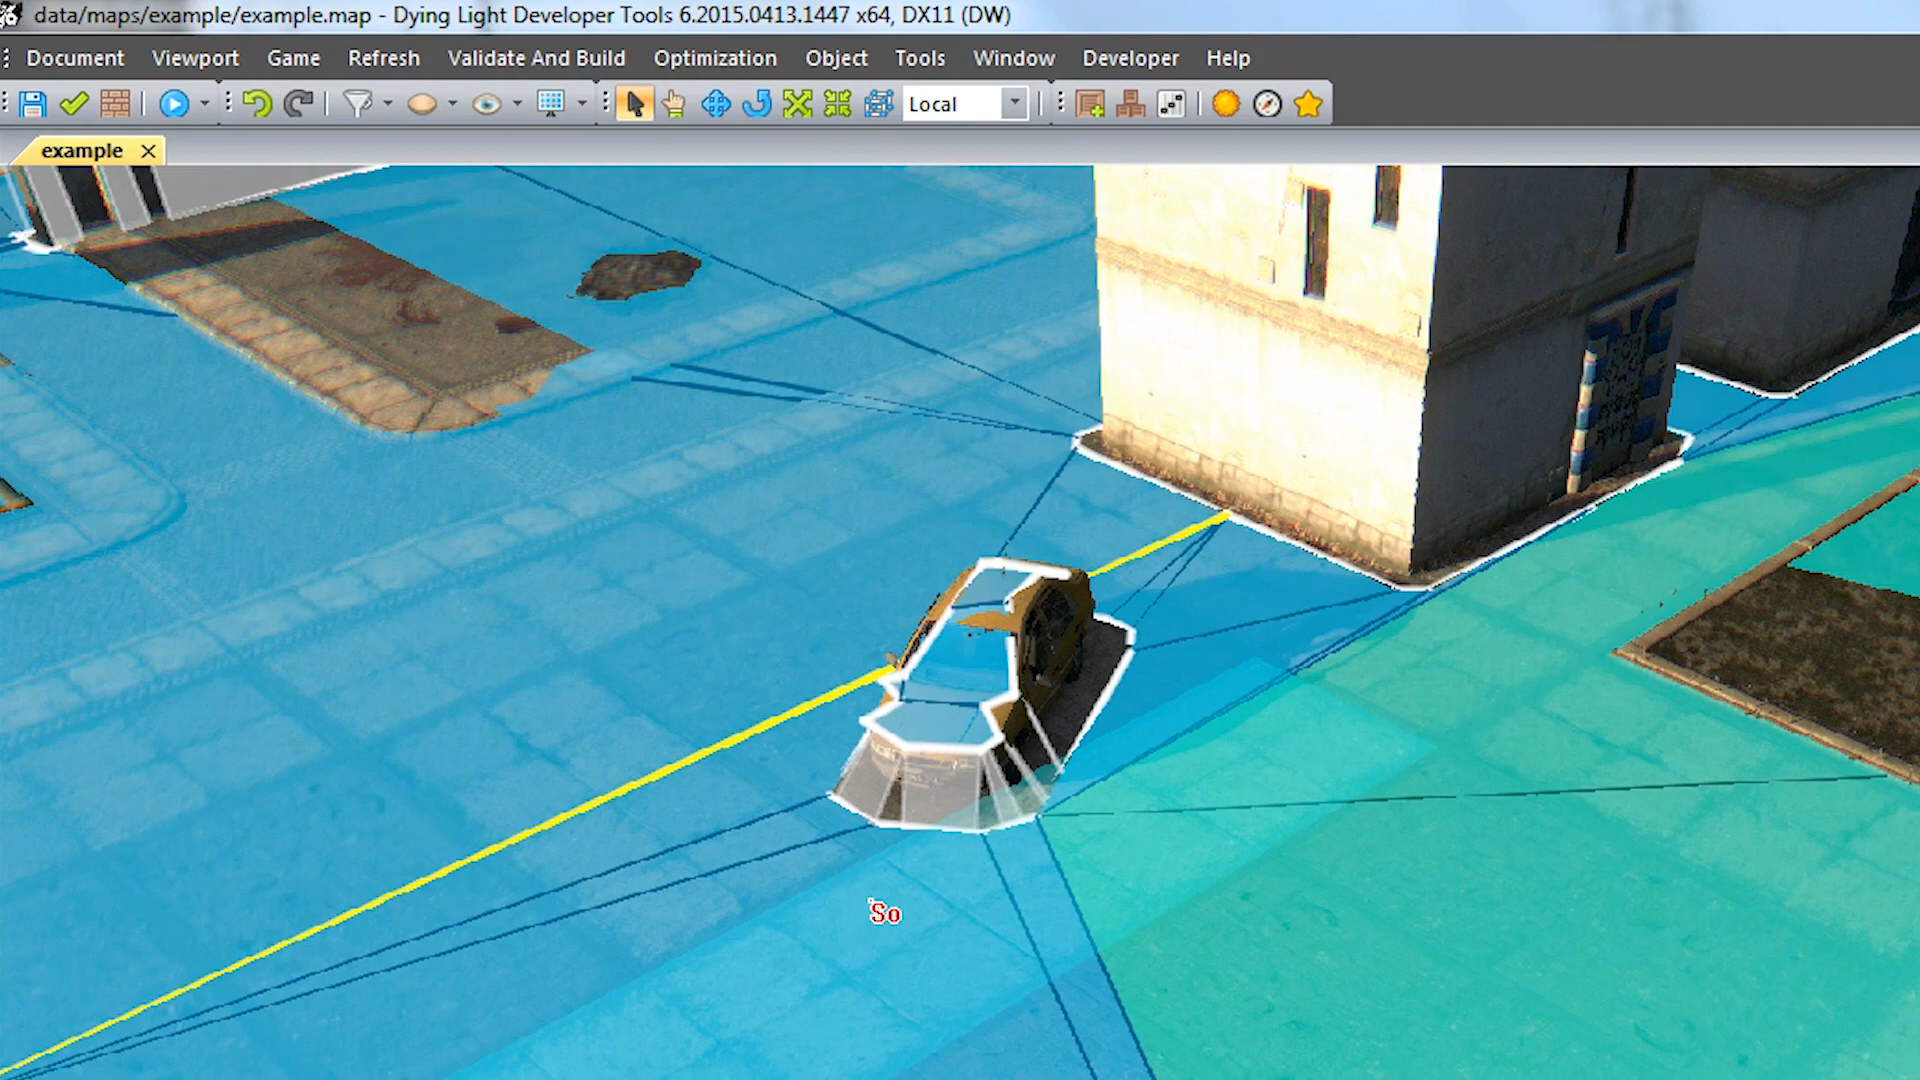 data/maps/example/example.map - Dying Light Developer Tools 6.2015.0413.1447 x64, DX11 (DW)
Document Viewport Game Refresh Validate And Build Optimization Object Tools Window Developer Help
Local
example
So